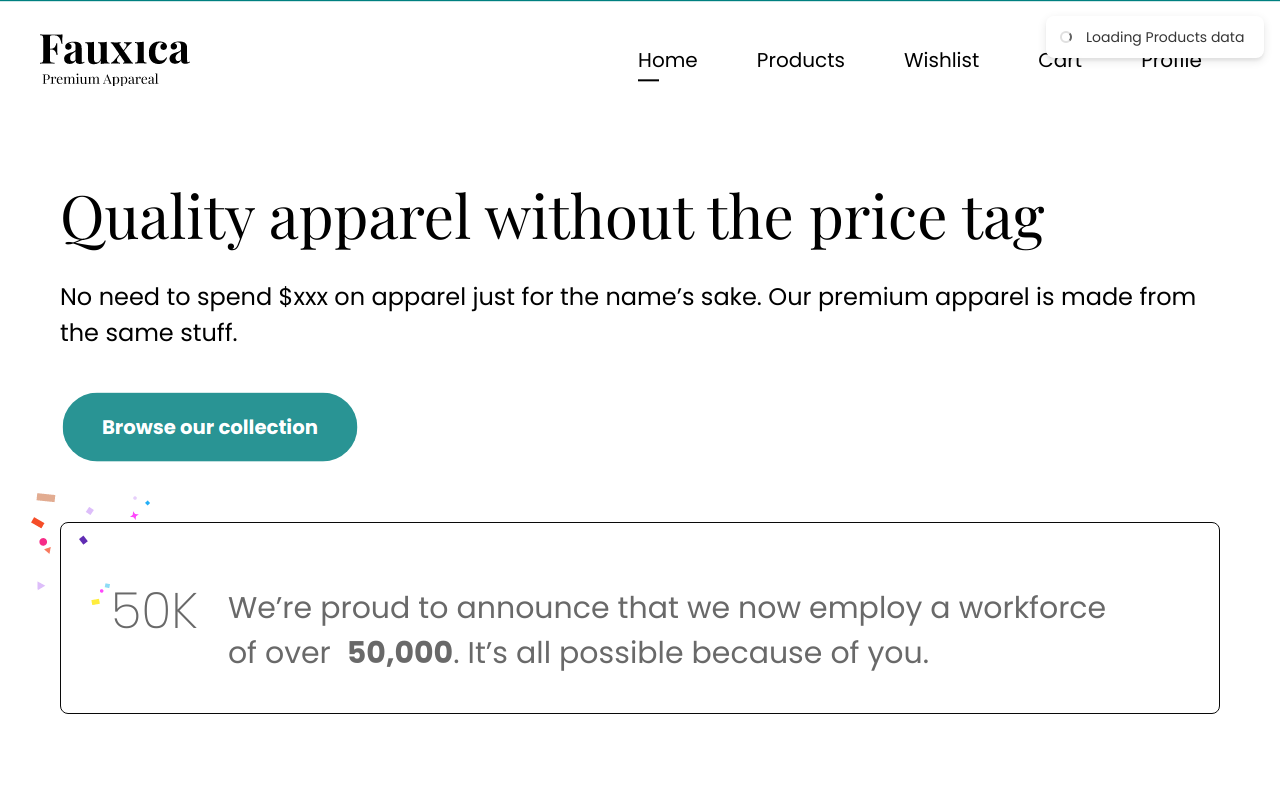 Fauxıca
Premium Appareal
Home
Products
Wishlist
Cart
Profile
Loading Products data
Quality apparel without the price tag
No need to spend $xxx on apparel just for the name’s sake. Our premium apparel is made from
the same stuff.
Browse our collection
50K
We’re proud to announce that we now employ a workforce
of over 50,000. It’s all possible because of you.